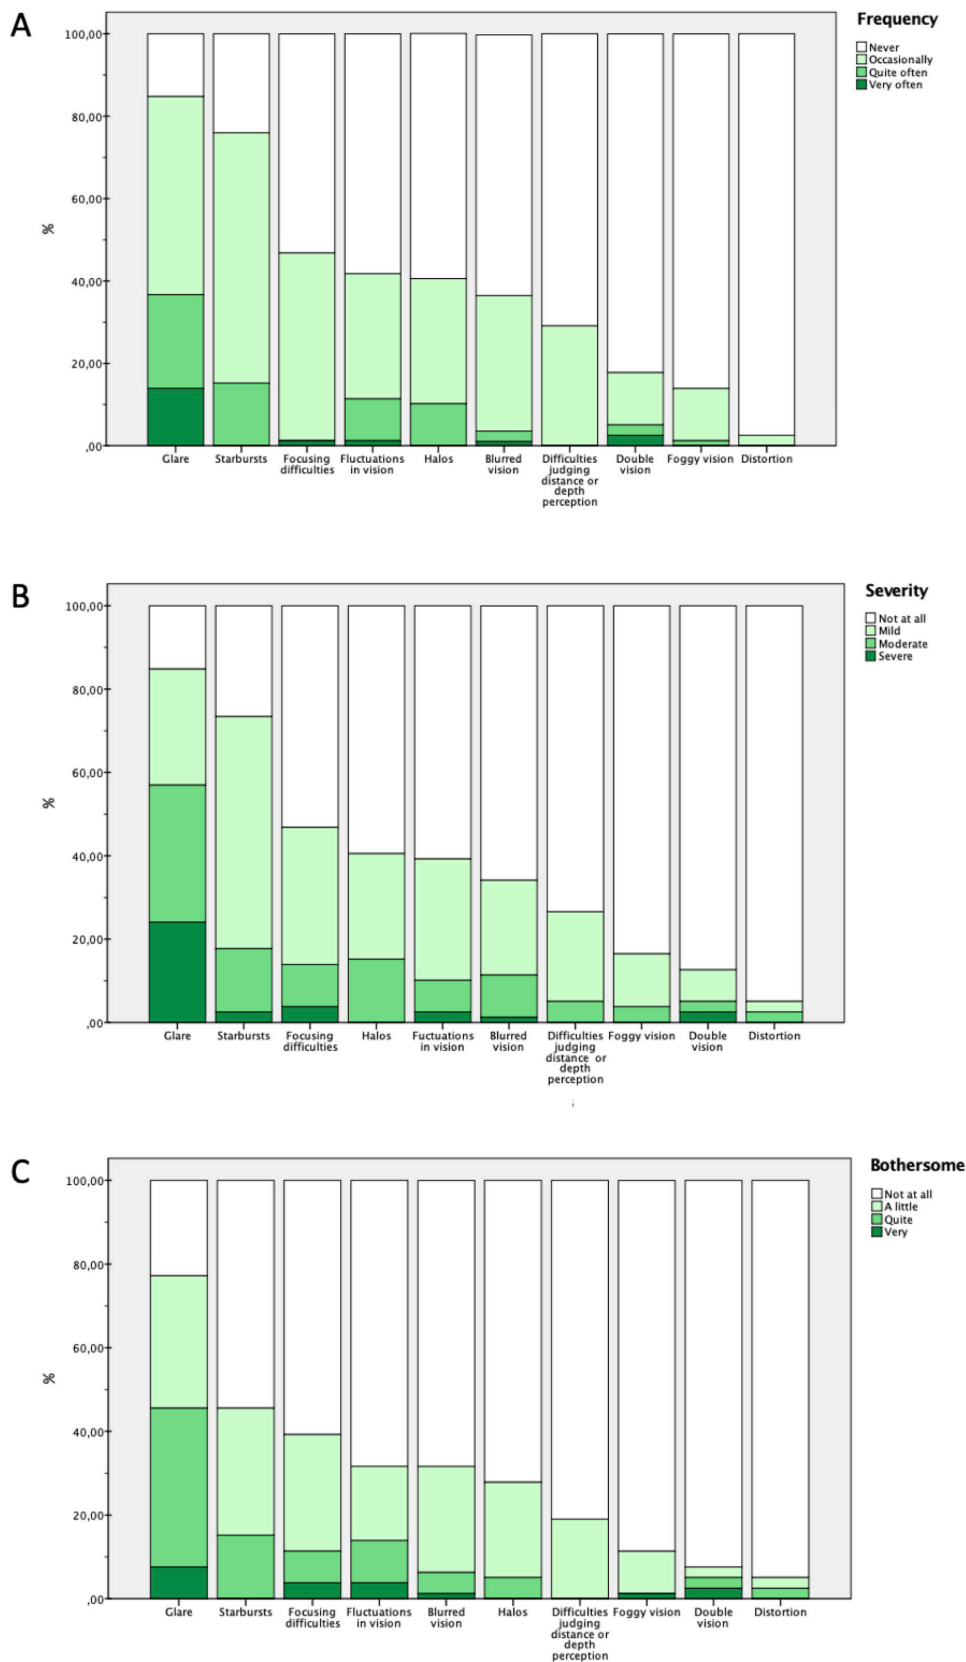 A
Frequency
Never
Occasionally
Quite often
Very often
100,00
80,00
60,00
40,00
20,00
,00
%
Glare
Starbursts
Focusing
difficulties
Fluctuations
in vision
Halos
Blurred
vision
Difficulties
judging
distance or
depth
perception
Double
vision
Foggy vision
Distortion
B
Severity
Not at all
Mild
Moderate
Severe
100,00
80,00
60,00
40,00
20,00
,00
%
Glare
Starbursts
Focusing
difficulties
Halos
Fuctuations
in vision
Blurred
vision
Difficulties
judging
distance or
depth
perception
;
Foggy vision
Double
vision
Distortion
C
Bothersome
Not at all
A little
Quite
Very
100,00
80,00
60,00
40,00
20,00
,00
%
Glare
Starbursts
Focusing
difficulties
Fluctuations
in vision
Blurred
vision
Halos
Difficulties
judging
distance or
depth
perception
Foggy vision
Double
vision
Distortion